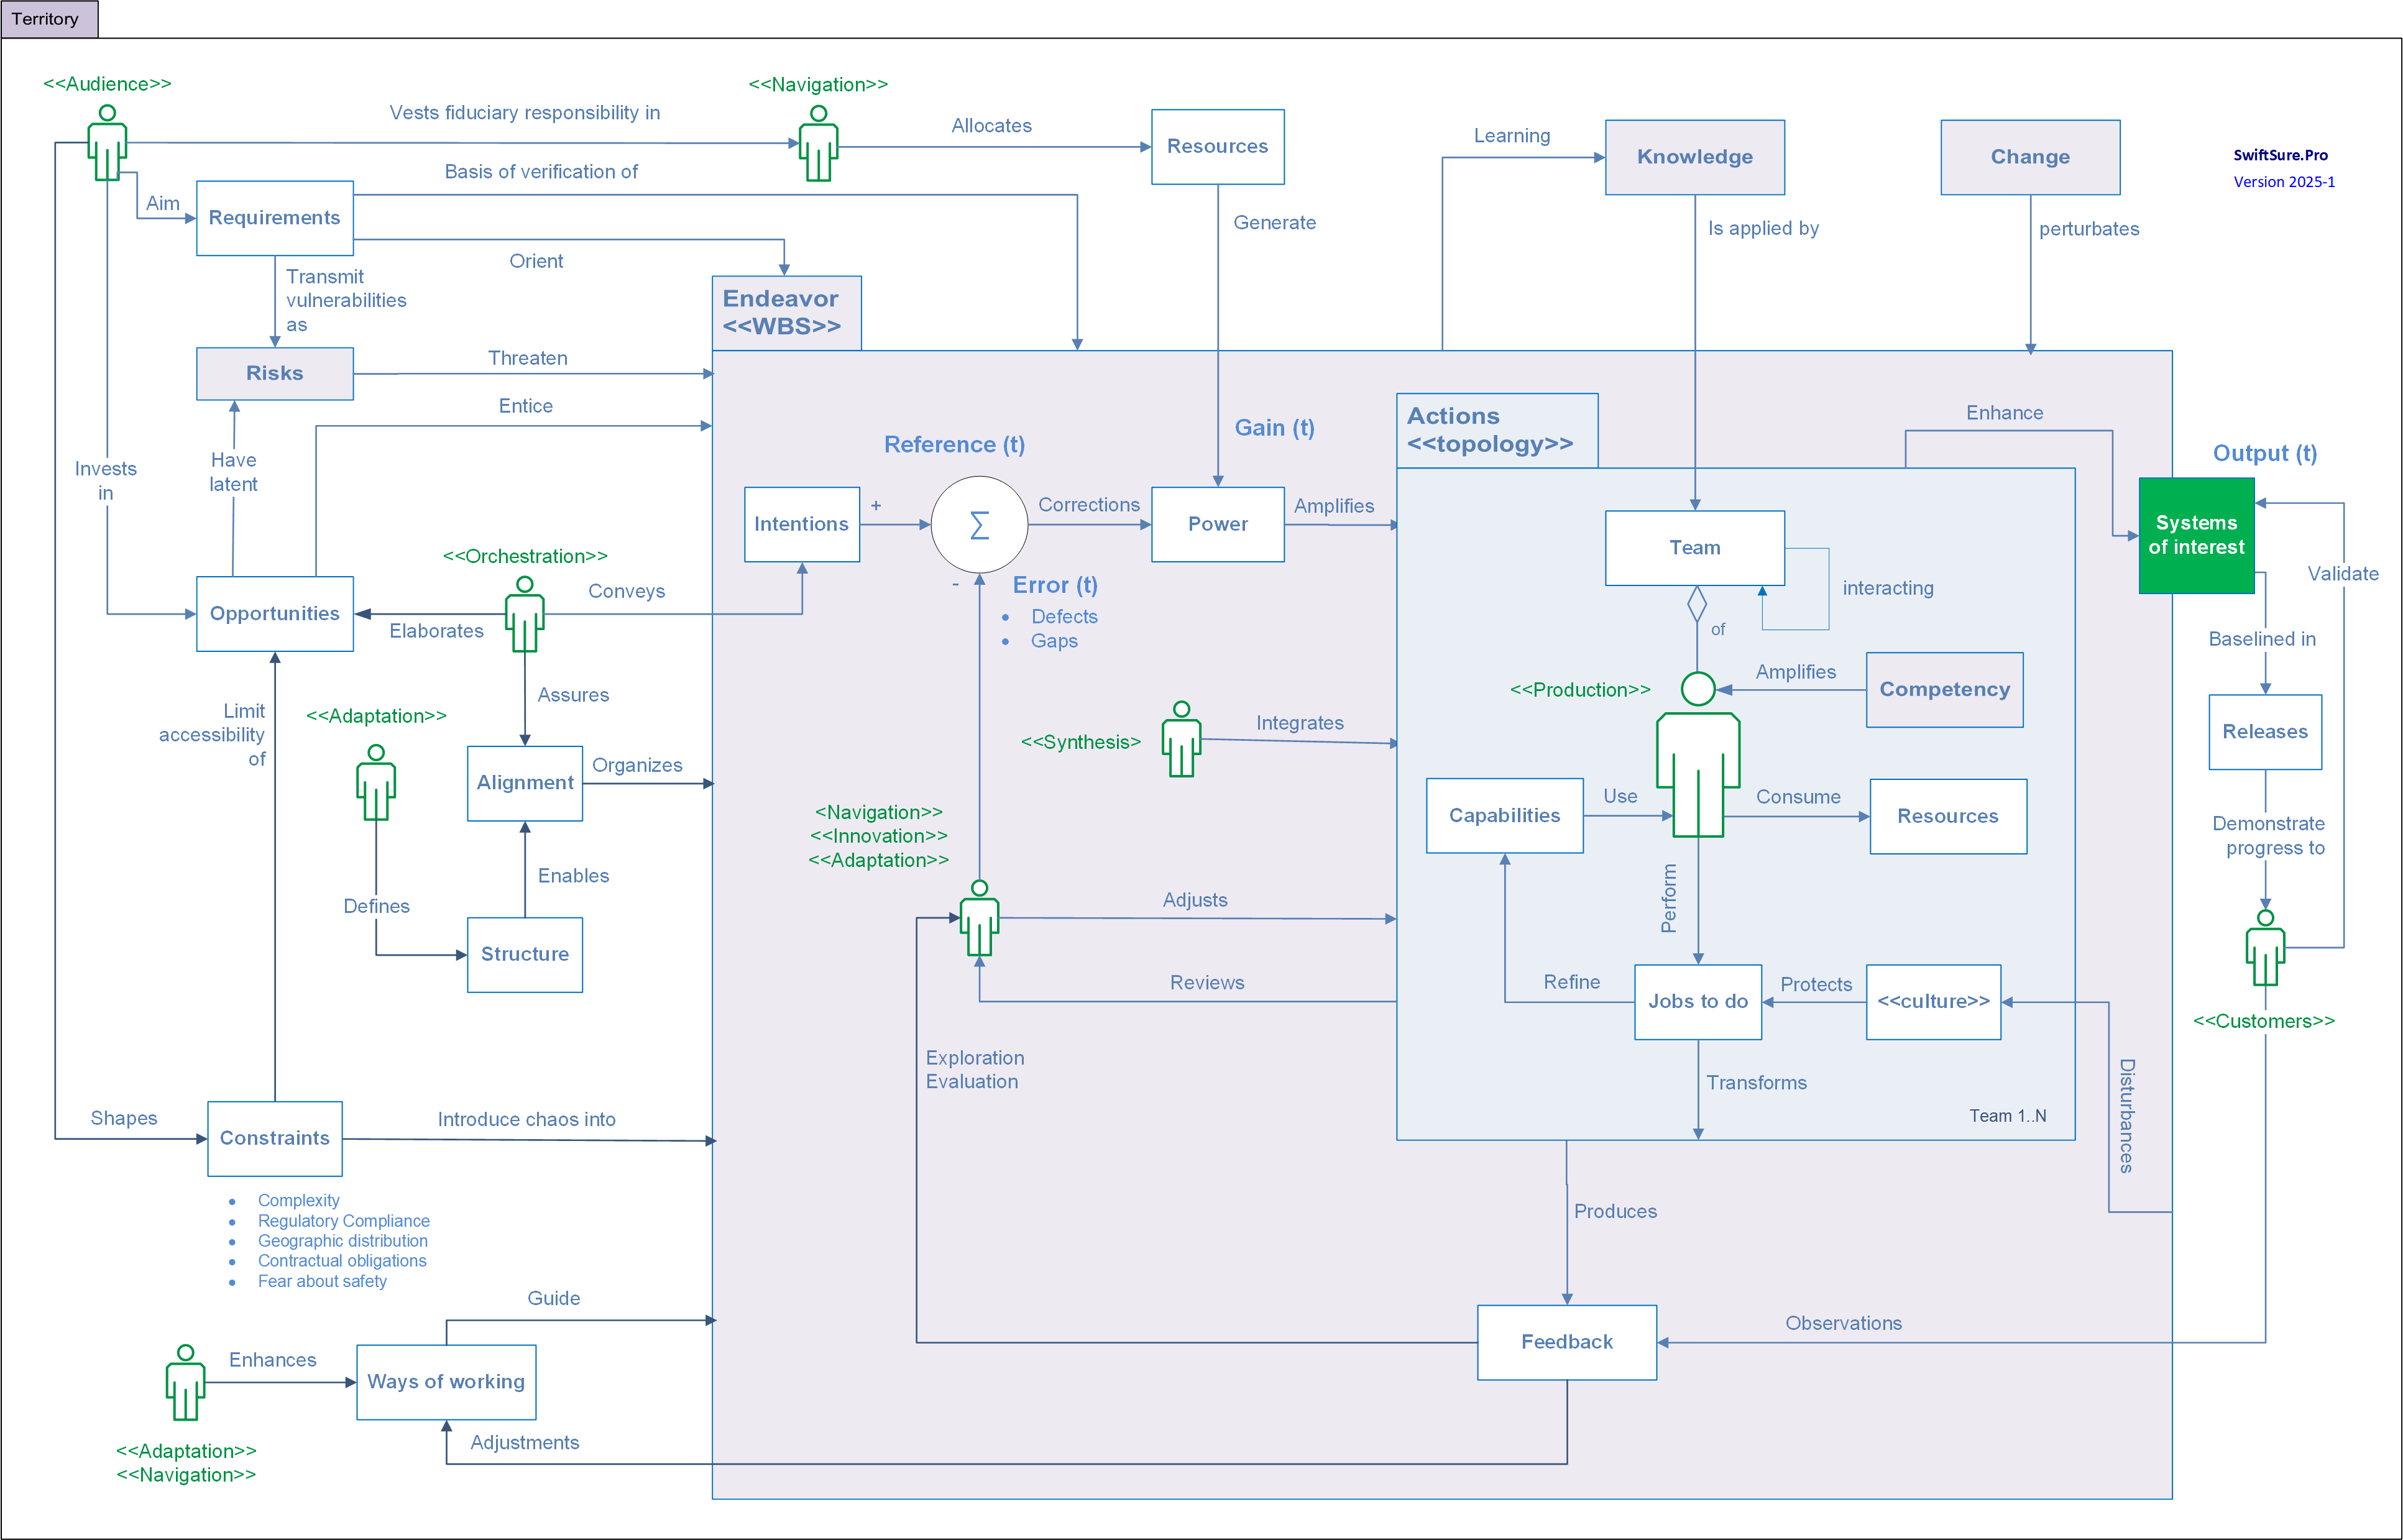 Territory
<<Audience>>
Vests fiduciary responsibility in
<<Navigation>>
Allocates
Resources
Learning
Knowledge
Change
SwiftSure.Pro
Version 2025-1
Basis of verification of
Aim
Requirements
Orient
Generate
Is applied by
perturbates
Transmit
vulnerabilities
as
Endeavor
<<WBS>>
Risks
Threaten
Entice
Invests
in
Have
latent
Reference (t)
Gain (t)
Actions
<<topology>>
Enhance
Output (t)
Intentions
+
∑
Corrections
Power
Amplifies
Team
interacting
of
Systems
of interest
Validate
<<Orchestration>>
Conveys
-
Error (t)
Defects
Gaps
Opportunities
Elaborates
Baselined in
Assures
Limit
accessibility
of
<<Adaptation>>
<<Synthesis>
Integrates
<<Production>>
Amplifies
Competency
Releases
Alignment
Organizes
<Navigation>>
<<Innovation>>
<<Adaptation>>
Capabilities
Use
Consume
Resources
Demonstrate
progress to
Enables
Defines
Structure
Adjusts
Perform
Reviews
Refine
Jobs to do
Protects
<<culture>>
<<Customers>>
Exploration
Evaluation
Transforms
Disturbances
Team 1..N
Shapes
Constraints
Introduce chaos into
Complexity
Regulatory Compliance
Geographic distribution
Contractual obligations
Fear about safety
Produces
Guide
Feedback
Observations
Enhances
Ways of working
Adjustments
<<Adaptation>>
<<Navigation>>